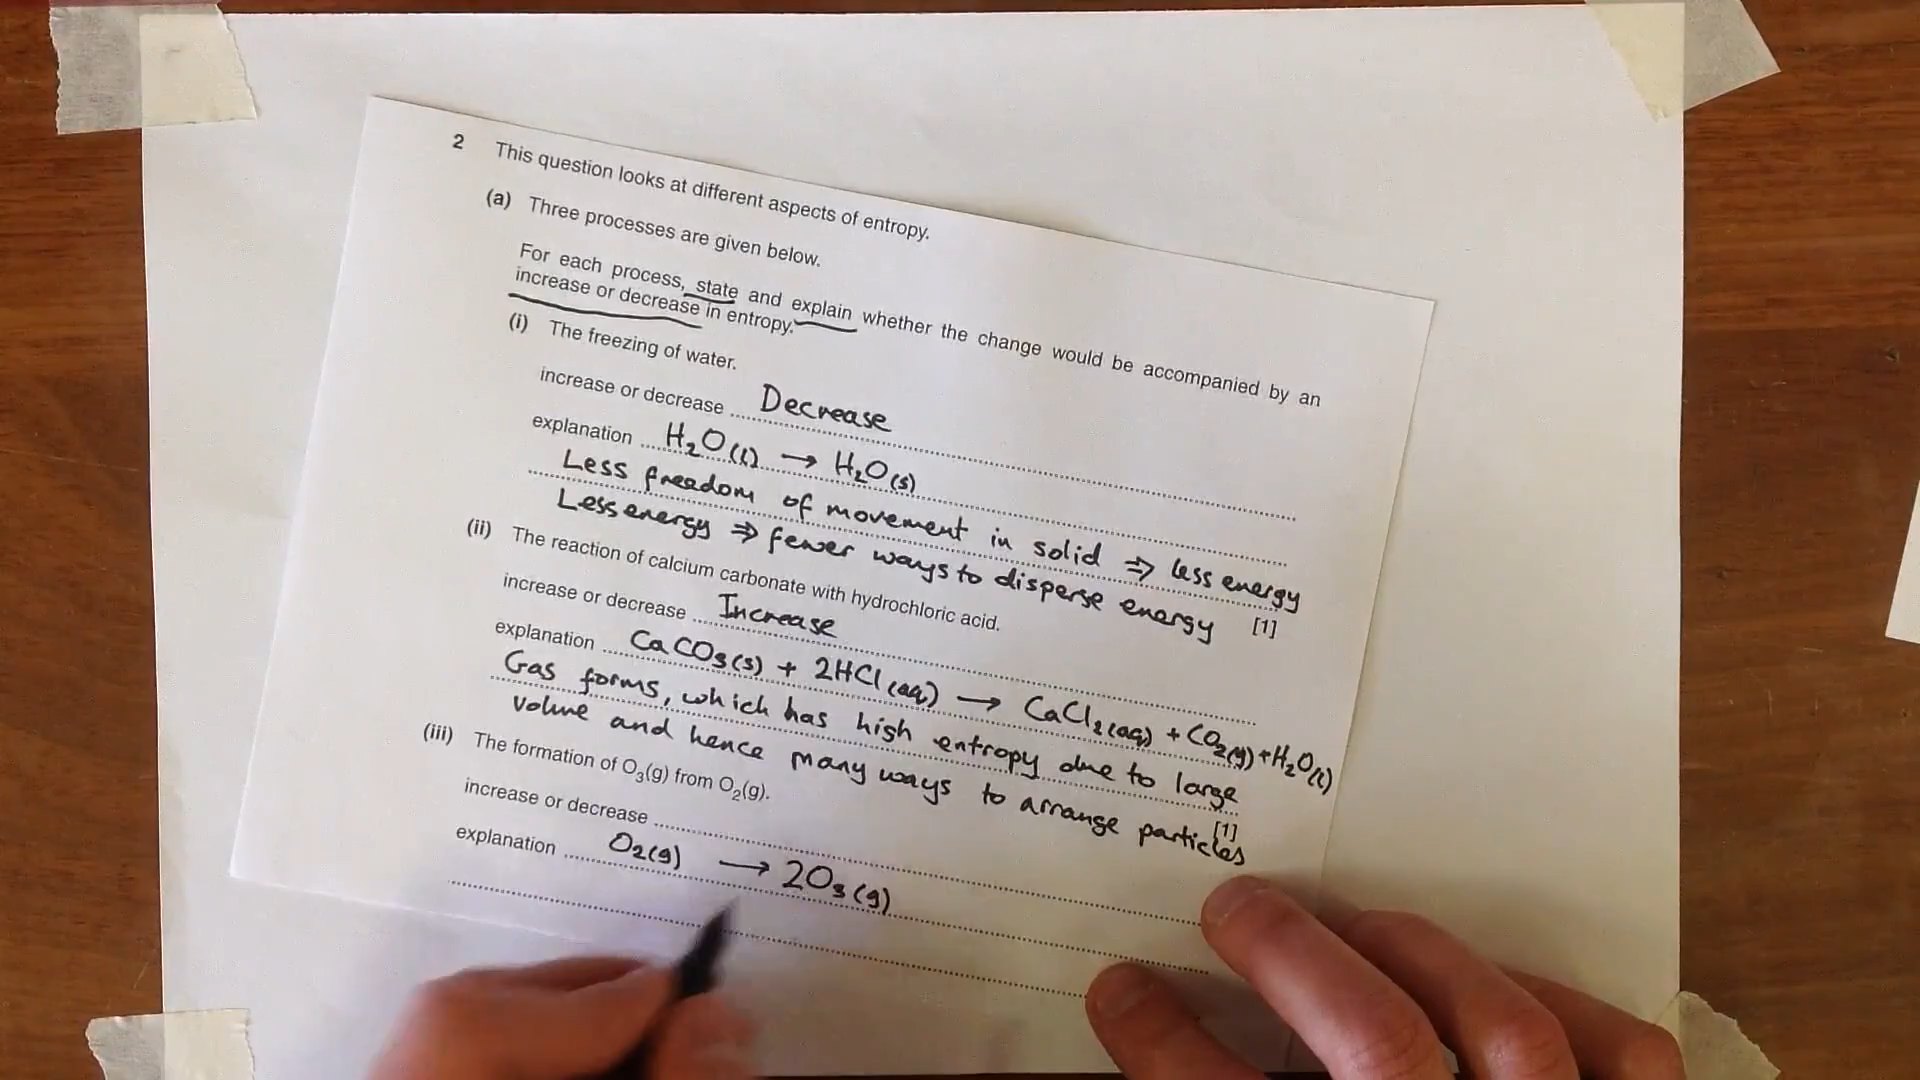 2 This question looks at different aspects of entropy.
(a) Three processes are given below.
For each process, state and explain whether the change would be accompanied by an
increase or decrease in entropy.
(i) The freezing of water.
increase or decrease Decrease
explanation H₂O(l) → H₂O(s)
Less freedom of movement in solid ⇒ less energy
Less energy ⇒ fewer ways to disperse energy [1]
(ii) The reaction of calcium carbonate with hydrochloric acid.
increase or decrease Increase
explanation CaCO₃(s) + 2HCl(aq) → CaCl₂(aq) + CO₂(g) + H₂O(l)
Gas forms, which has high entropy due to large
volume and hence many ways to arrange particles [1]
(iii) The formation of O₃(g) from O₂(g).
increase or decrease
explanation O₂(g) → 2O₃(g)